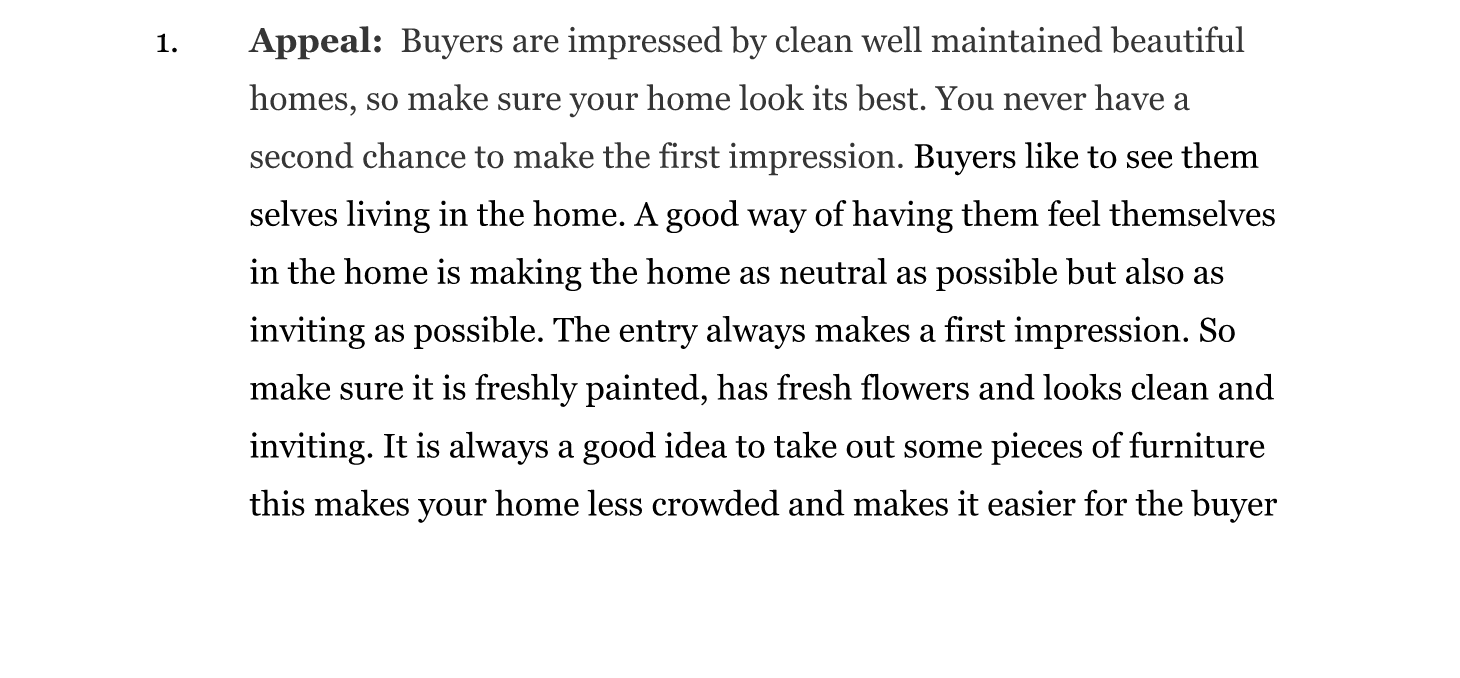 1. Appeal: Buyers are impressed by clean well maintained beautiful
homes, so make sure your home look its best. You never have a
second chance to make the first impression. Buyers like to see them
selves living in the home. A good way of having them feel themselves
in the home is making the home as neutral as possible but also as
inviting as possible. The entry always makes a first impression. So
make sure it is freshly painted, has fresh flowers and looks clean and
inviting. It is always a good idea to take out some pieces of furniture
this makes your home less crowded and makes it easier for the buyer